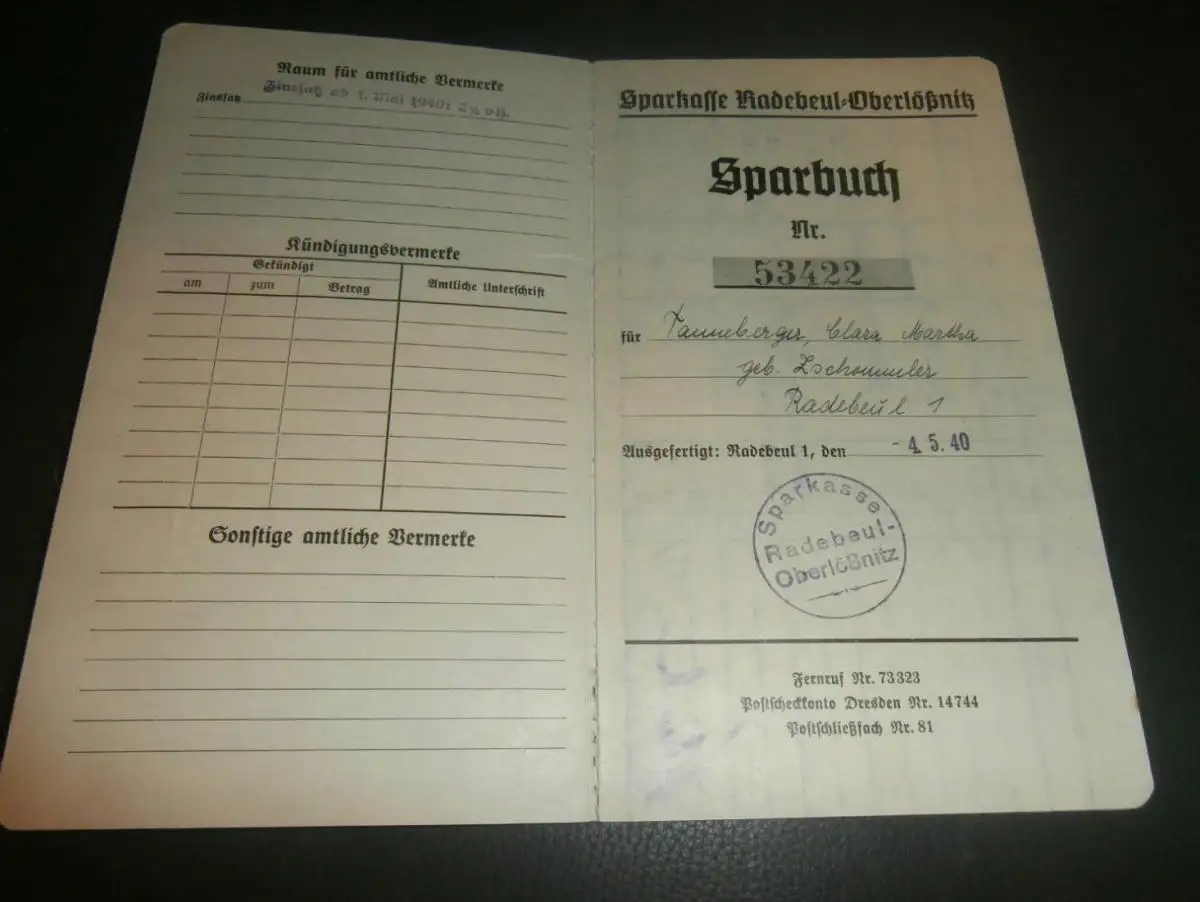 Raum für amtliche Vermerke
Zinssatz Zinssatz ab 1. Mai 1940: 2½ vH.
Kündigungsvermerke
Gekündigt
am zum Betrag Amtliche Unterschrift
Sonstige amtliche Vermerke
Sparkasse Radebeul-Oberlößnitz
Sparbuch
Nr.
53422
für Tanneberger, Clara Martha
geb. Zschommler
Radebeul 1
Ausgefertigt: Radebeul 1, den - 4. 5. 40
Sparkasse
Radebeul-
Oberlößnitz
Fernruf Nr. 73323
Postscheckkonto Dresden Nr. 14744
Postschließfach Nr. 81